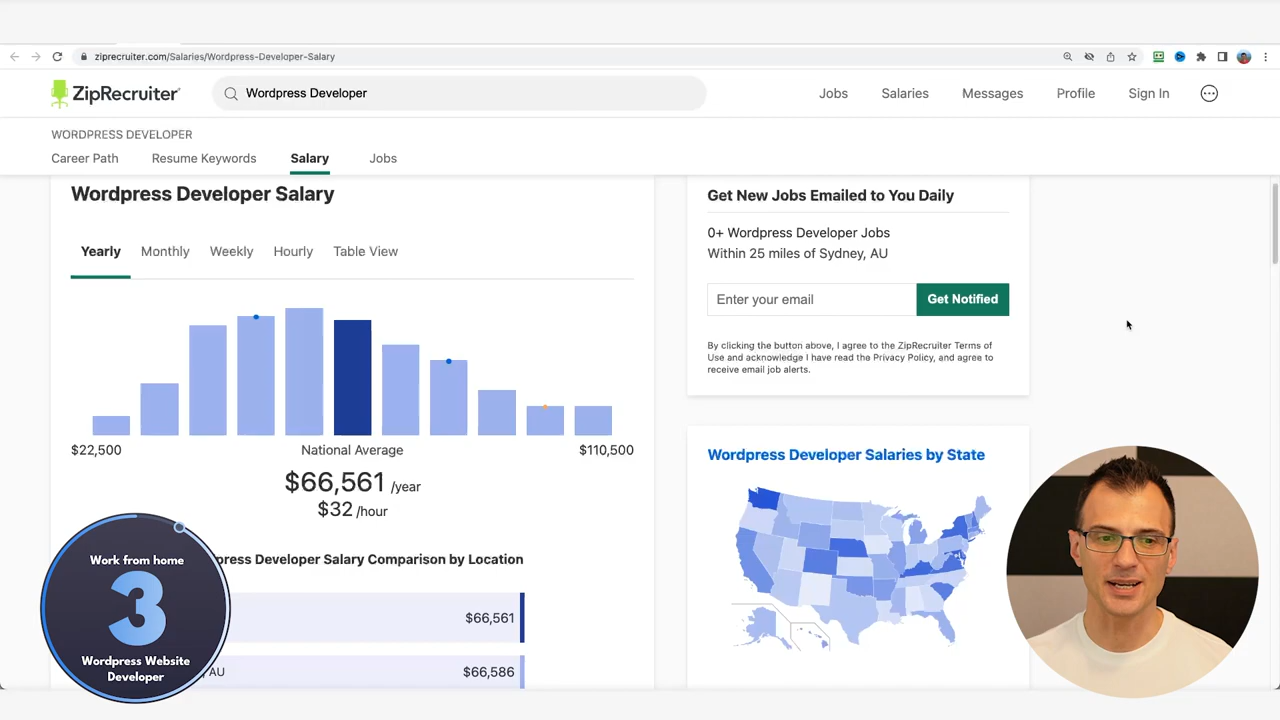 ziprecruiter.com/Salaries/Wordpress-Developer-Salary
ZipRecruiter
Wordpress Developer
Jobs
Salaries
Messages
Profile
Sign In
WORDPRESS DEVELOPER
Career Path
Resume Keywords
Salary
Jobs
Wordpress Developer Salary
Yearly
Monthly
Weekly
Hourly
Table View
$22,500
National Average
$110,500
$66,561 /year
$32 /hour
press Developer Salary Comparison by Location
$66,561
, AU
$66,586
Get New Jobs Emailed to You Daily
0+ Wordpress Developer Jobs
Within 25 miles of Sydney, AU
Enter your email
Get Notified
By clicking the button above, I agree to the ZipRecruiter Terms of
Use and acknowledge I have read the Privacy Policy, and agree to
receive email job alerts.
Wordpress Developer Salaries by State
Work from home
3
Wordpress Website
Developer